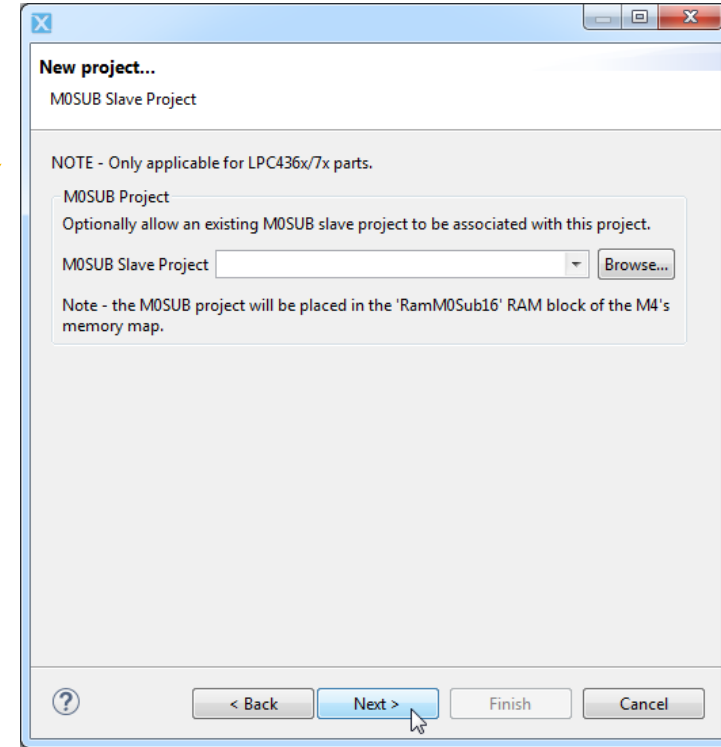 New project...
M0SUB Slave Project
NOTE - Only applicable for LPC436x/7x parts.
M0SUB Project
Optionally allow an existing M0SUB slave project to be associated with this project.
M0SUB Slave Project Browse...
Note - the M0SUB project will be placed in the 'RamM0Sub16' RAM block of the M4's
memory map.
? < Back Next > Finish Cancel